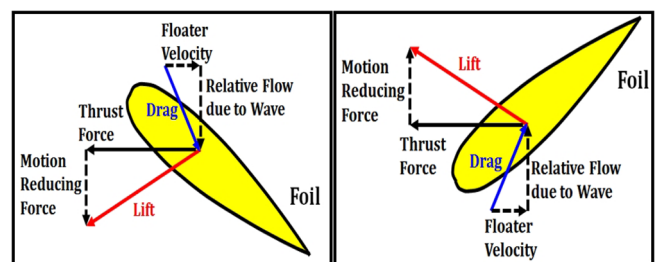 Floater
Velocity
Relative Flow
due to Wave
Drag
Thrust
Force
Motion
Reducing
Force
Lift
Foil
Motion
Reducing
Force
Lift
Foil
Thrust
Force
Drag
Relative Flow
due to Wave
Floater
Velocity